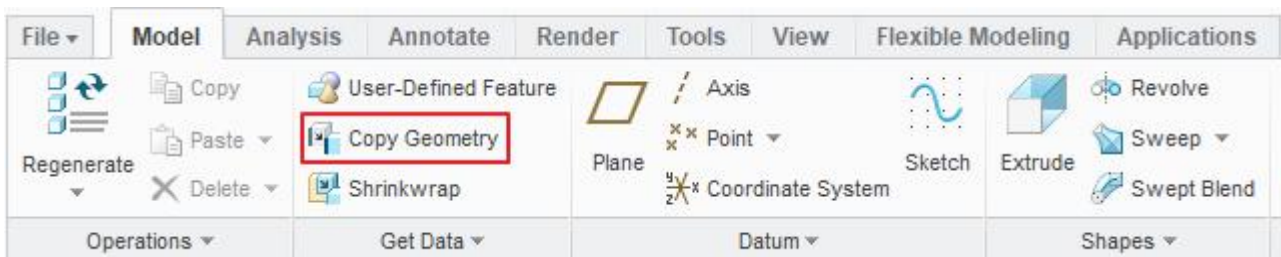 File Model Analysis Annotate Render Tools View Flexible Modeling Applications
Regenerate
Copy
Paste
Delete
Operations
User-Defined Feature
Copy Geometry
Shrinkwrap
Get Data
Plane
Axis
Point
Coordinate System
Sketch
Datum
Extrude
Revolve
Sweep
Swept Blend
Shapes